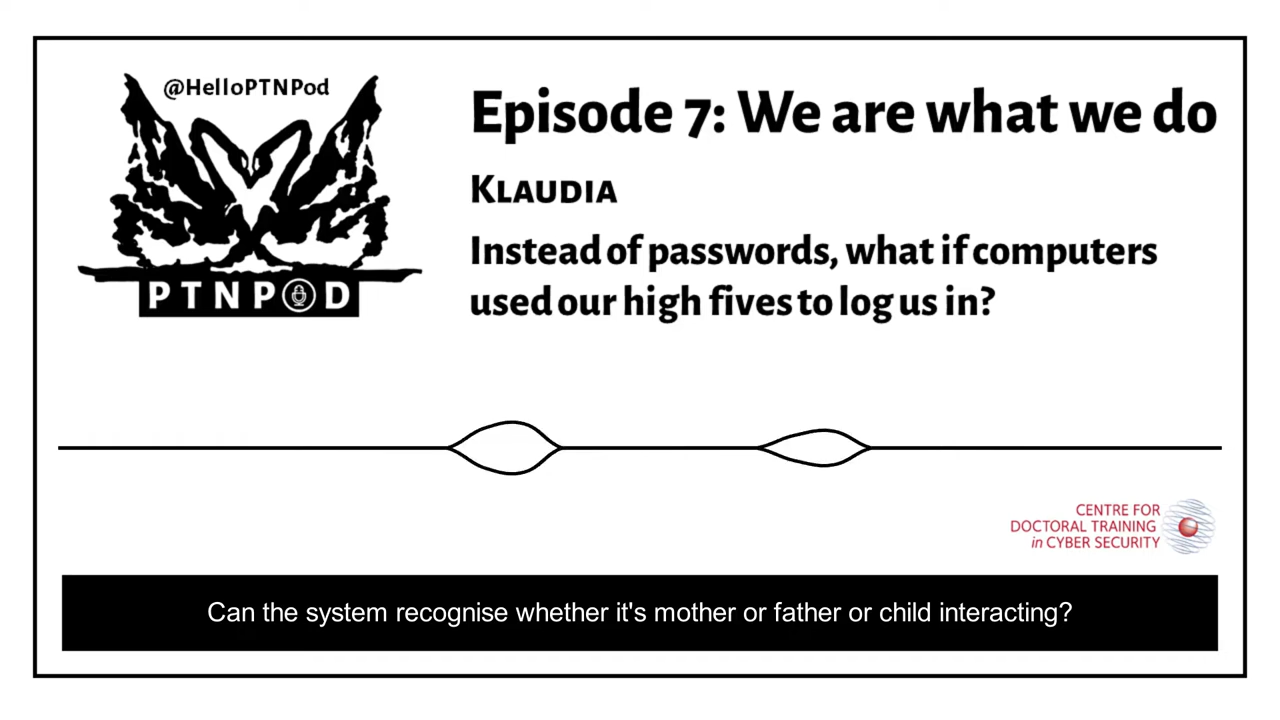 @HelloPTNPod
PTNPOD
Episode 7: We are what we do
KLAUDIA
Instead of passwords, what if computers
used our high fives to log us in?
CENTRE FOR
DOCTORAL TRAINING
in CYBER SECURITY
Can the system recognise whether it's mother or father or child interacting?